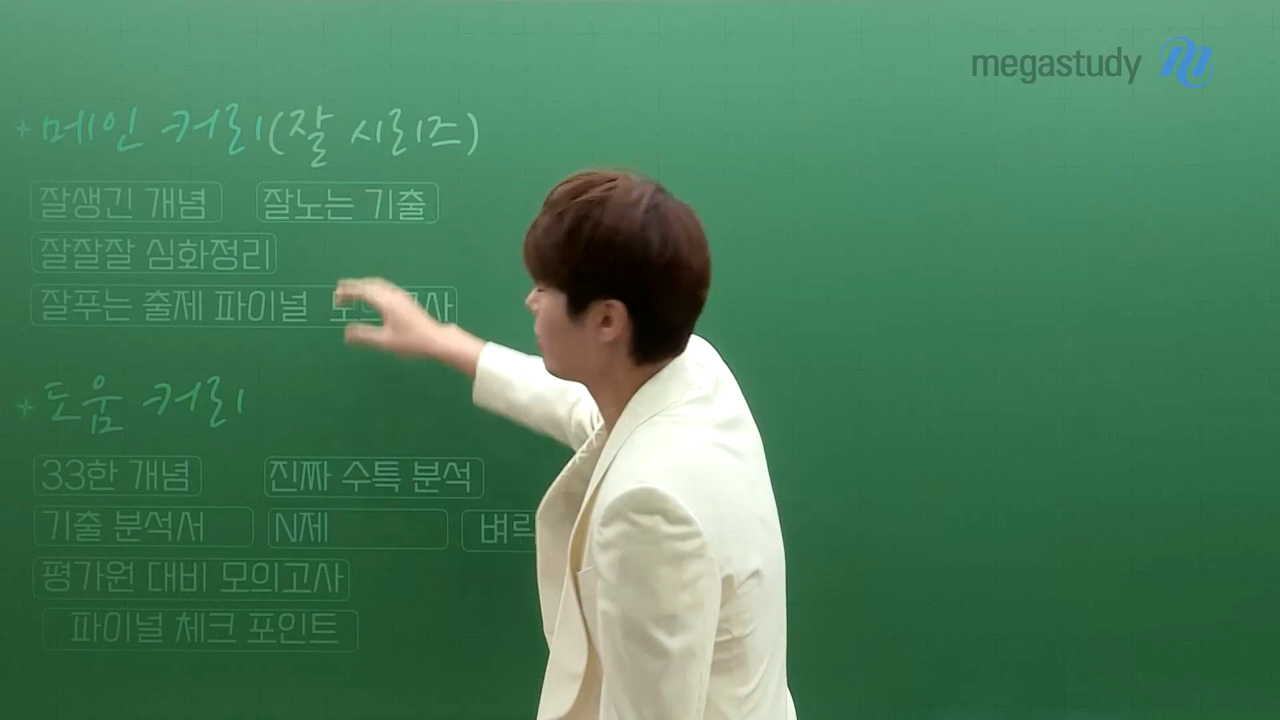 megastudy
메인 커리(잘 시리즈)
잘생긴 개념 잘노는 기출
잘잘잘 심화정리
잘푸는 출제 파이널
도움 커리
33한 개념 진짜 수특 분석
기출 분석서 N제
평가원 대비 모의고사
파이널 체크 포인트